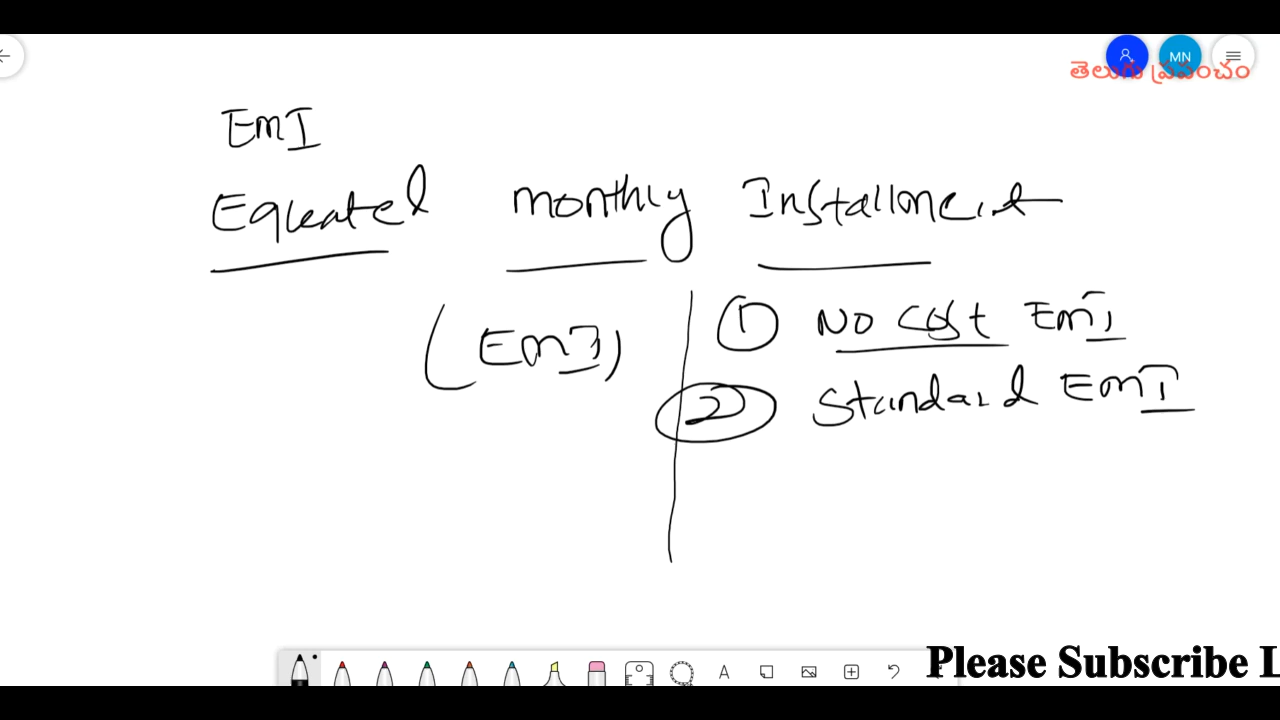 MN
తెలుగు ప్రపంచం
EMI
Equated monthly Installment
(EMI)
① No cost EMI
② Standard EMI
A
Please Subscribe L